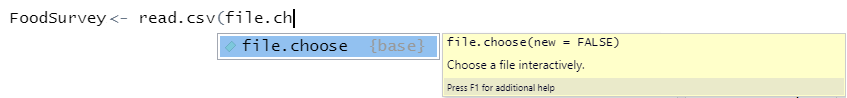 FoodSurvey <- read.csv(file.ch
file.choose {base}
file.choose(new = FALSE)
Choose a file interactively.
Press F1 for additional help